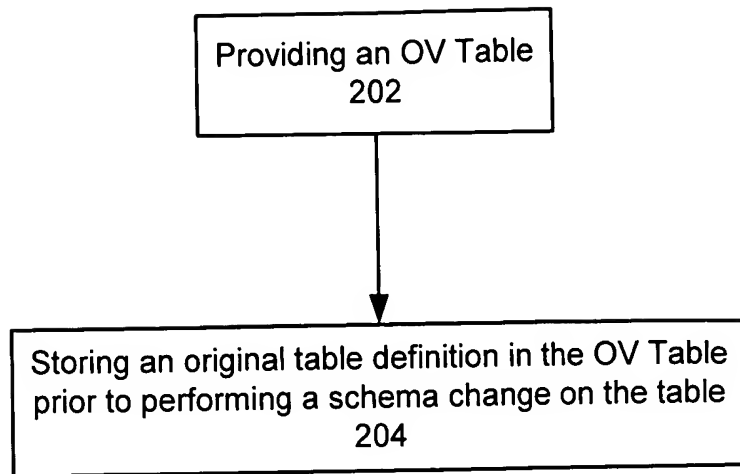 Providing an OV Table
202
Storing an original table definition in the OV Table
prior to performing a schema change on the table
204